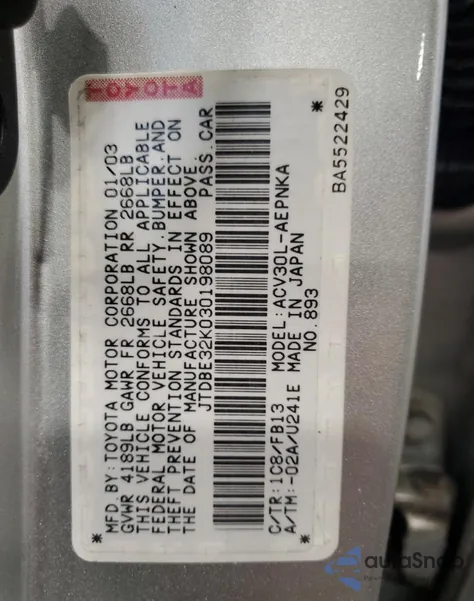 TOYOTA
MFD.BY:TOYOTA MOTOR CORPORATION 01/03
GVWR 4189LB GAWR FR 2668LB RR 2668LB
THIS VEHICLE CONFORMS TO ALL APPLICABLE
FEDERAL MOTOR VEHICLE SAFETY, BUMPER,AND
THEFT PREVENTION STANDARDS IN EFFECT ON
THE DATE OF MANUFACTURE SHOWN ABOVE.
JTDBE32K030198089 PASS.CAR
* *
C/TR:1C8/FB13 MODEL:ACV30L-AEPNKA
A/TM:-02A/U241E MADE IN JAPAN
NO.893
*
BA5522429
autoSnap